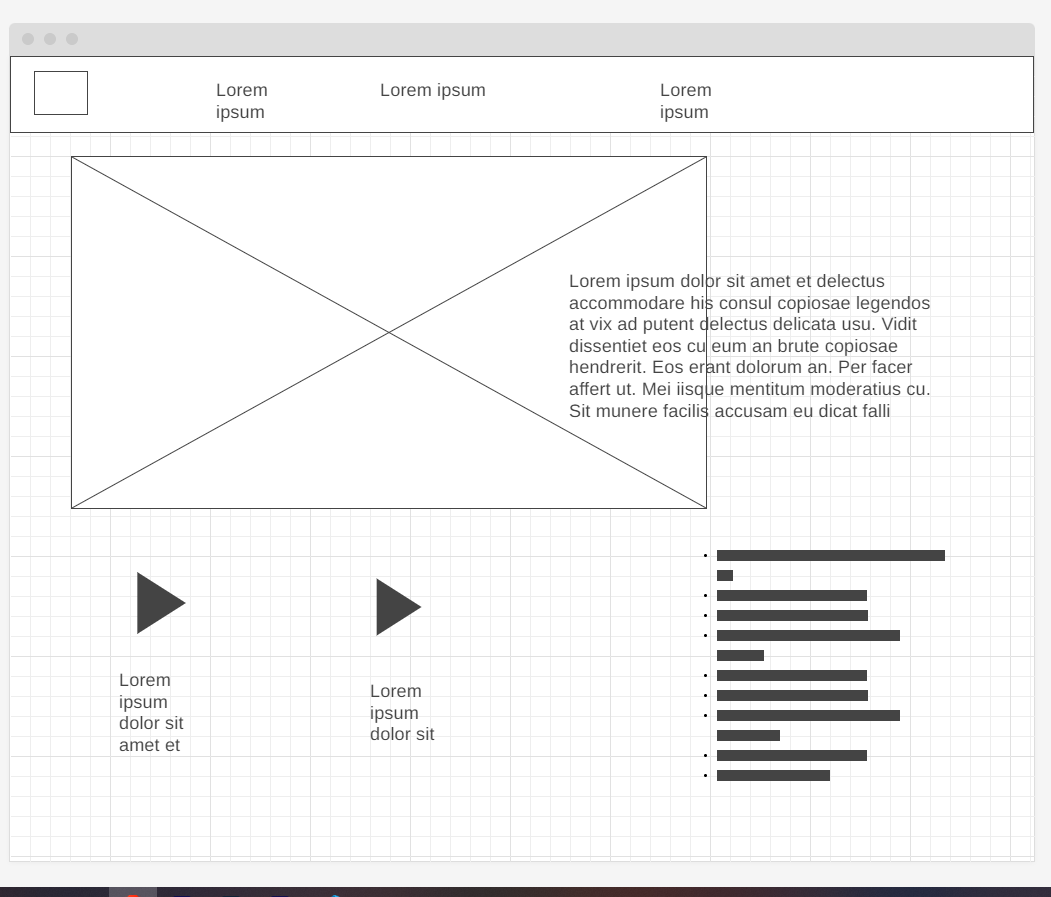 Lorem
ipsum
Lorem ipsum
Lorem
ipsum
Lorem ipsum dolor sit amet et delectus
accommodare his consul copiosae legendos
at vix ad putent delectus delicata usu. Vidit
dissentiet eos cu eum an brute copiosae
hendrerit. Eos erant dolorum an. Per facer
affert ut. Mei iisque mentitum moderatius cu.
Sit munere facilis accusam eu dicat falli
Lorem
ipsum
dolor sit
amet et
Lorem
ipsum
dolor sit